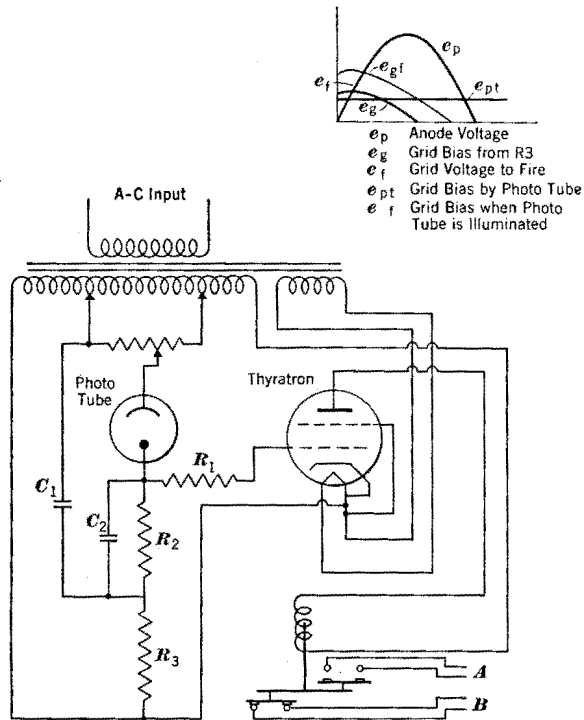 e_p
e_gf
e_f
e_pt
e_g
e_p Anode Voltage
e_g Grid Bias from R3
e_f Grid Voltage to Fire
e_pt Grid Bias by Photo Tube
e_f Grid Bias when Photo
Tube is Illuminated
A-C Input
Photo
Tube
Thyratron
R_1
C_1
C_2
R_2
R_3
A
B